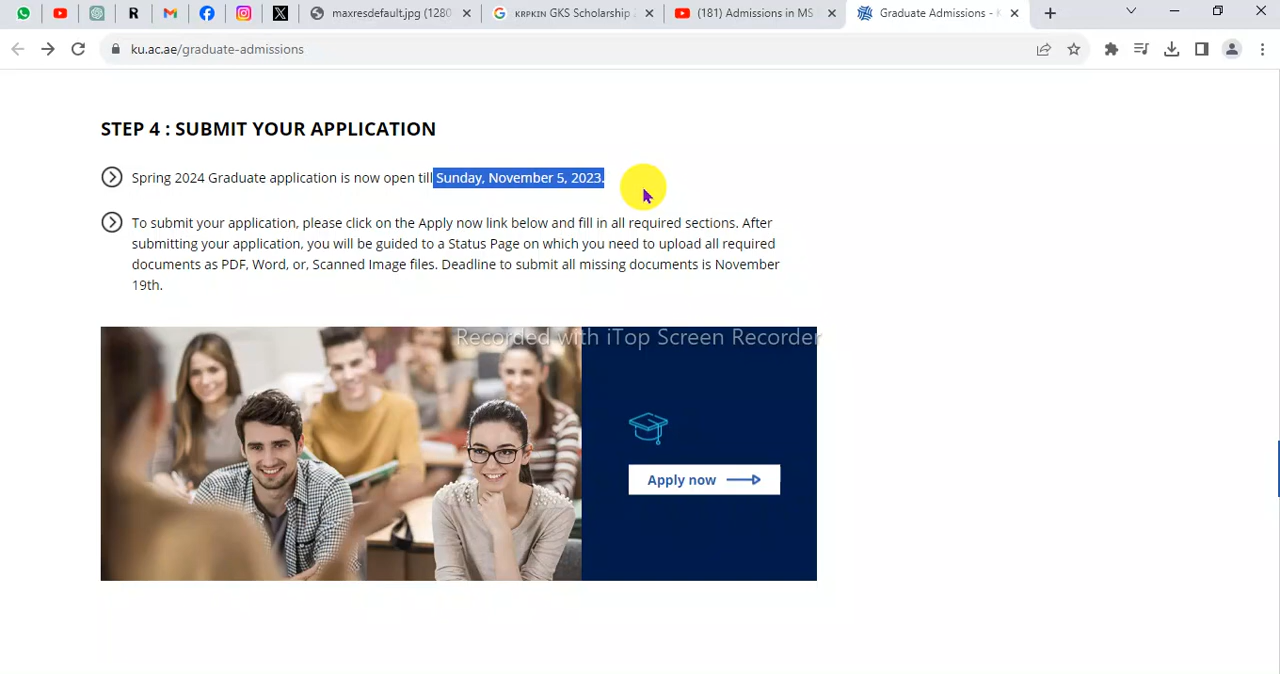 maxresdefault.jpg (1280
KRPKIN GKS Scholarship 2
(181) Admissions in MS
Graduate Admissions - K
ku.ac.ae/graduate-admissions
STEP 4 : SUBMIT YOUR APPLICATION
Spring 2024 Graduate application is now open till Sunday, November 5, 2023.
To submit your application, please click on the Apply now link below and fill in all required sections. After
submitting your application, you will be guided to a Status Page on which you need to upload all required
documents as PDF, Word, or, Scanned Image files. Deadline to submit all missing documents is November
19th.
Recorded with iTop Screen Recorder
Apply now